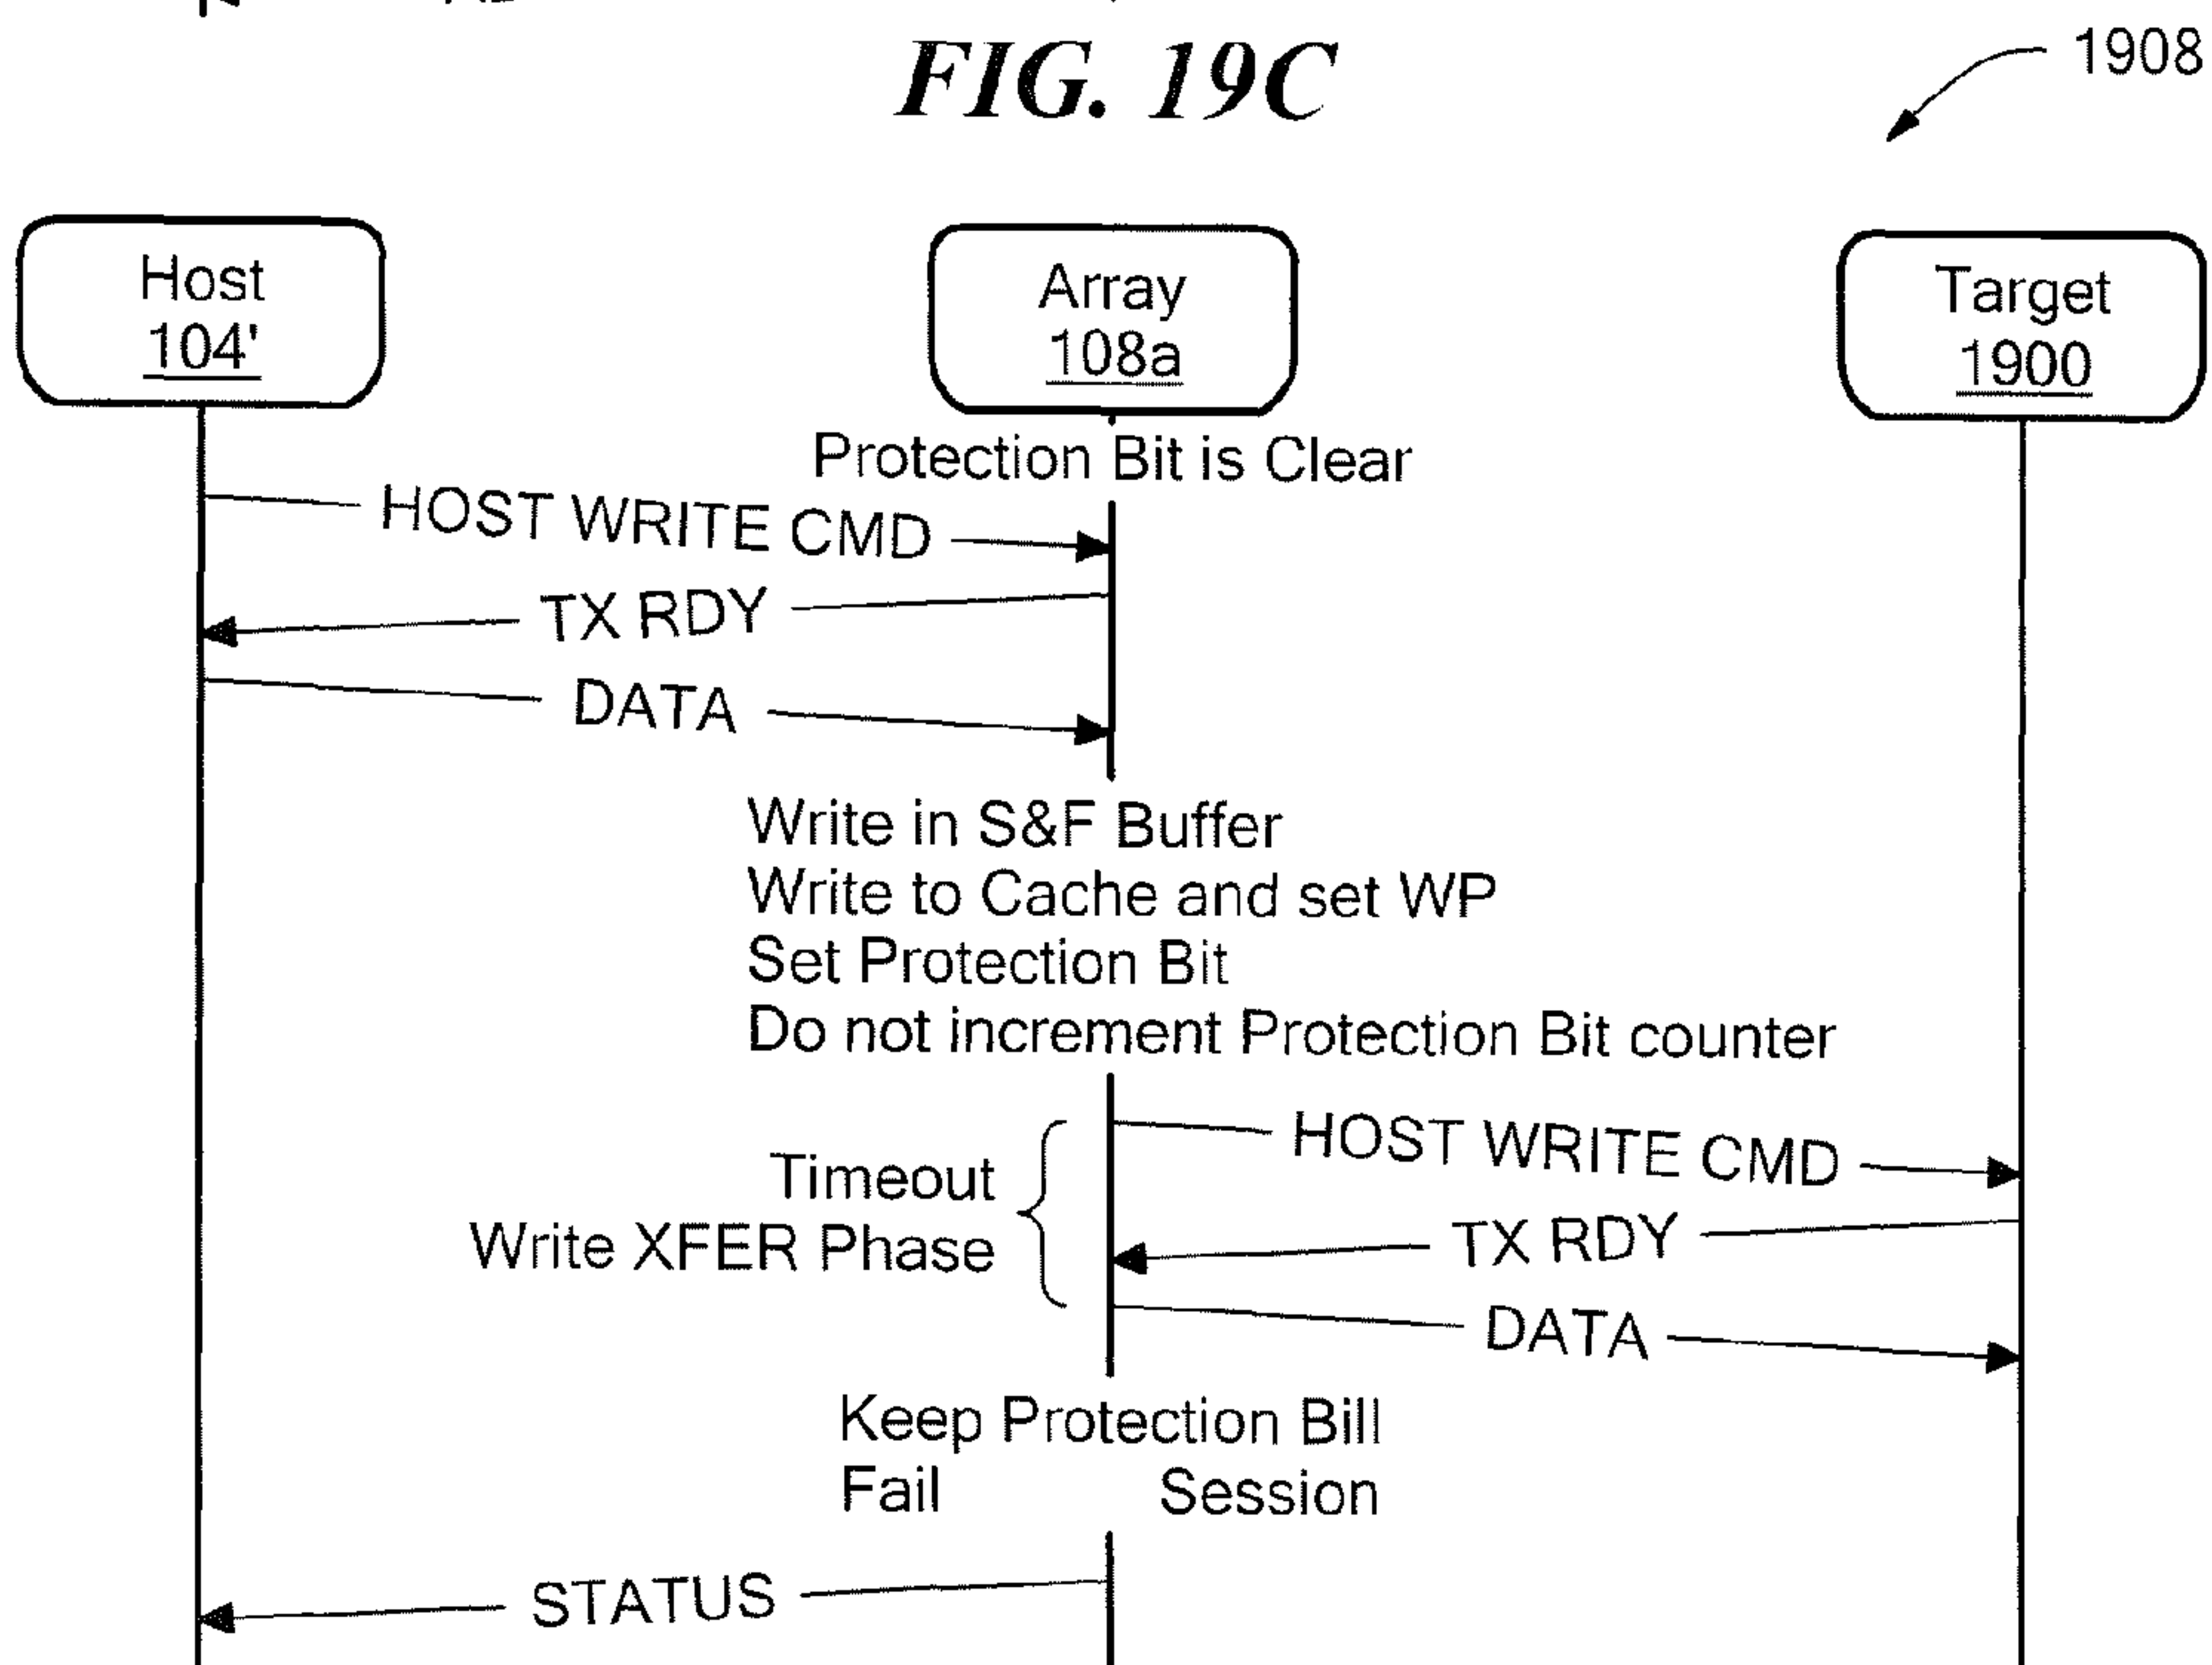 FIG. 19C
1908
Host
104'
Array
108a
Target
1900
Protection Bit is Clear
HOST WRITE CMD
TX RDY
DATA
Write in S&F Buffer
Write to Cache and set WP
Set Protection Bit
Do not increment Protection Bit counter
HOST WRITE CMD
Timeout
Write XFER Phase
TX RDY
DATA
Keep Protection Bill
Fail Session
STATUS